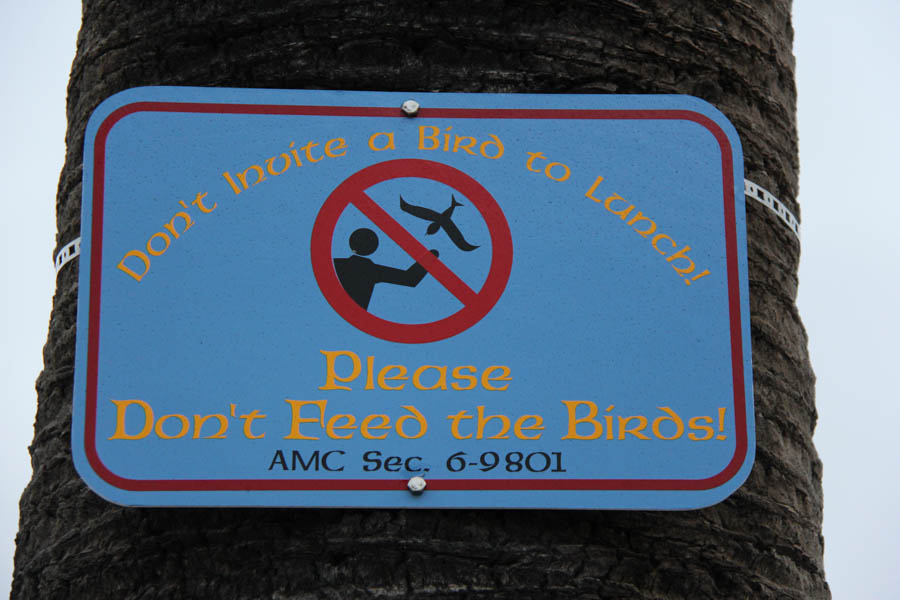 Don't Invite a Bird to Lunch!
Please
Don't Feed the Birds!
AMC Sec. 6-9801